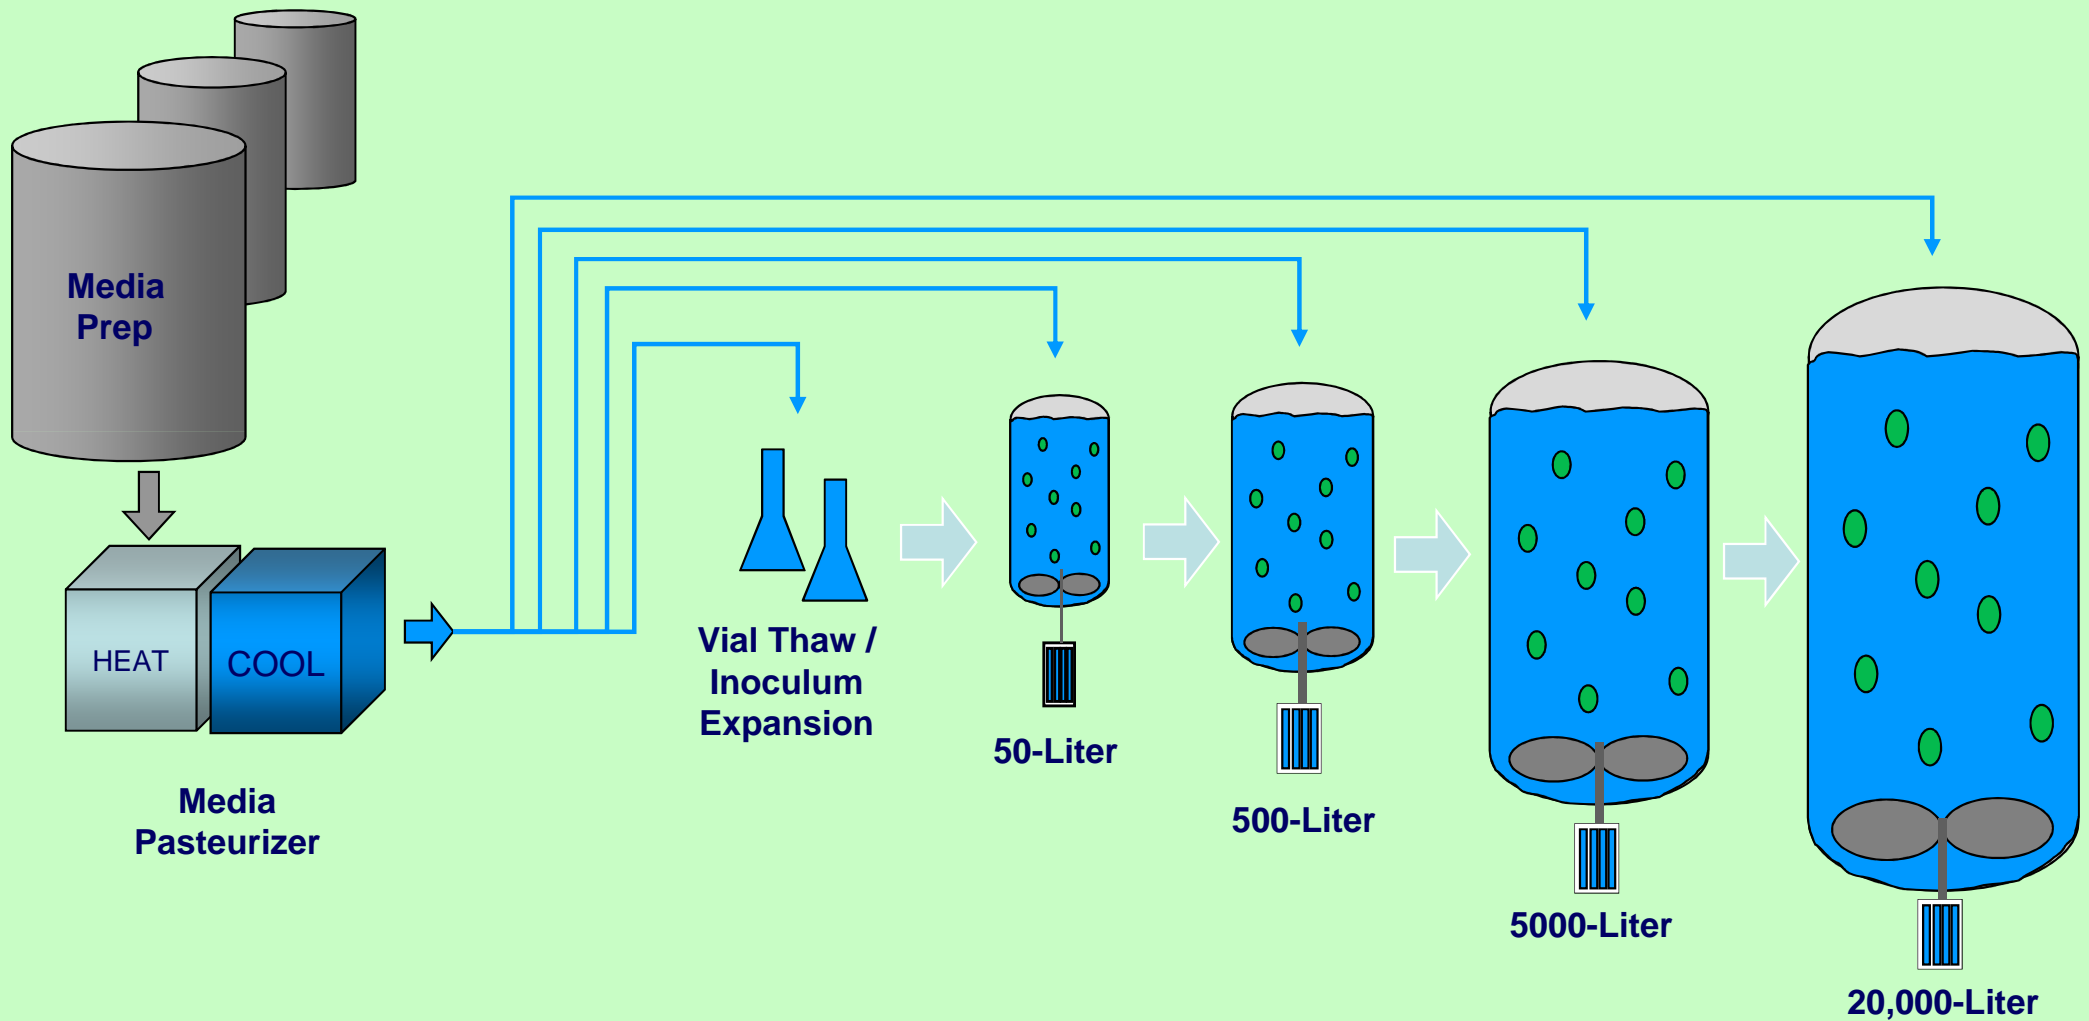 Media
Prep
HEAT
COOL
Media
Pasteurizer
Vial Thaw /
Inoculum
Expansion
50-Liter
500-Liter
5000-Liter
20,000-Liter